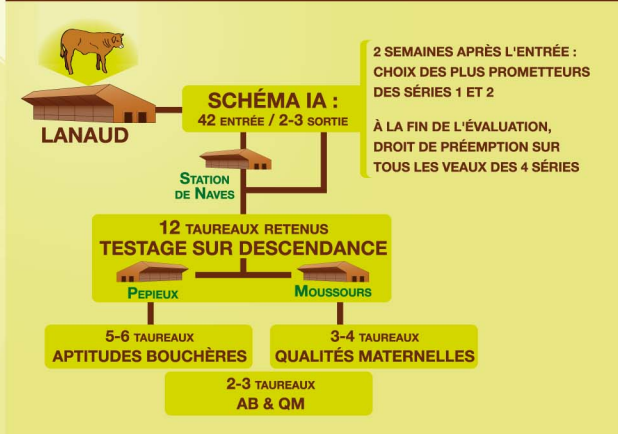 LANAUD
SCHÉMA IA :
42 ENTRÉE / 2-3 SORTIE
2 SEMAINES APRÈS L'ENTRÉE :
CHOIX DES PLUS PROMETTEURS
DES SÉRIES 1 ET 2
À LA FIN DE L'ÉVALUATION,
DROIT DE PRÉEMPTION SUR
TOUS LES VEAUX DES 4 SÉRIES
STATION
DE NAVES
12 TAUREAUX RETENUS
TESTAGE SUR DESCENDANCE
PEPIEUX
MOUSSOURS
5-6 TAUREAUX
APTITUDES BOUCHÈRES
3-4 TAUREAUX
QUALITÉS MATERNELLES
2-3 TAUREAUX
AB & QM